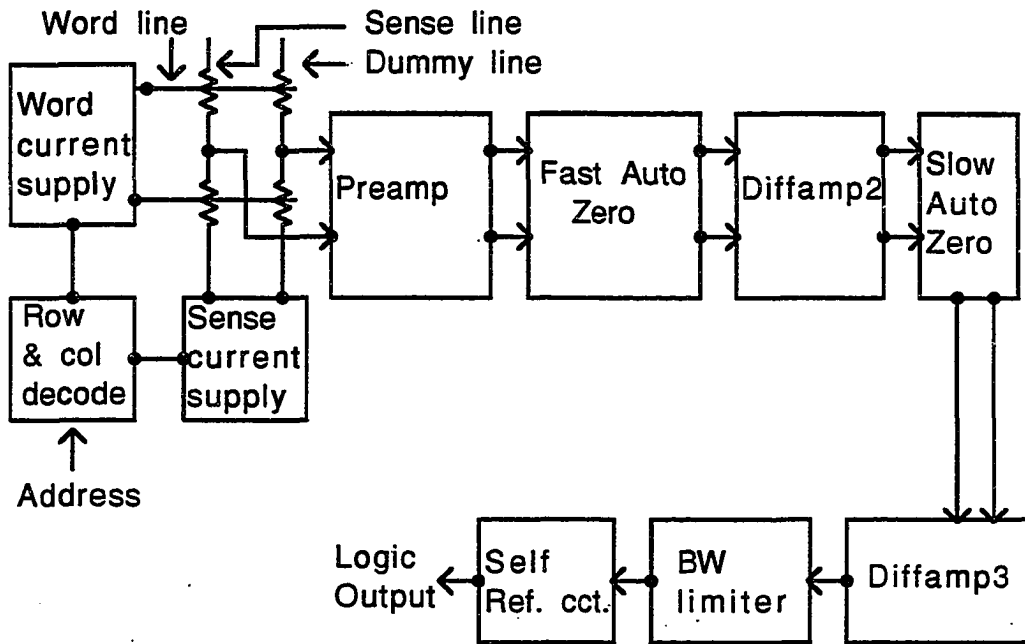 Word line
Sense line
Dummy line
Word
current
supply
Preamp
Fast Auto
Zero
Diffamp2
Slow
Auto
Zero
Row
& col
decode
Sense
current
supply
Address
Logic
Output
Self
Ref. cct.
BW
limiter
Diffamp3